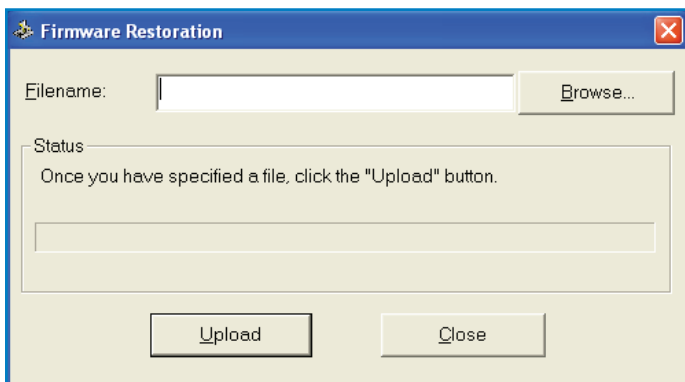 Firmware Restoration
Filename:
Browse...
Status
Once you have specified a file, click the "Upload" button.
Upload
Close